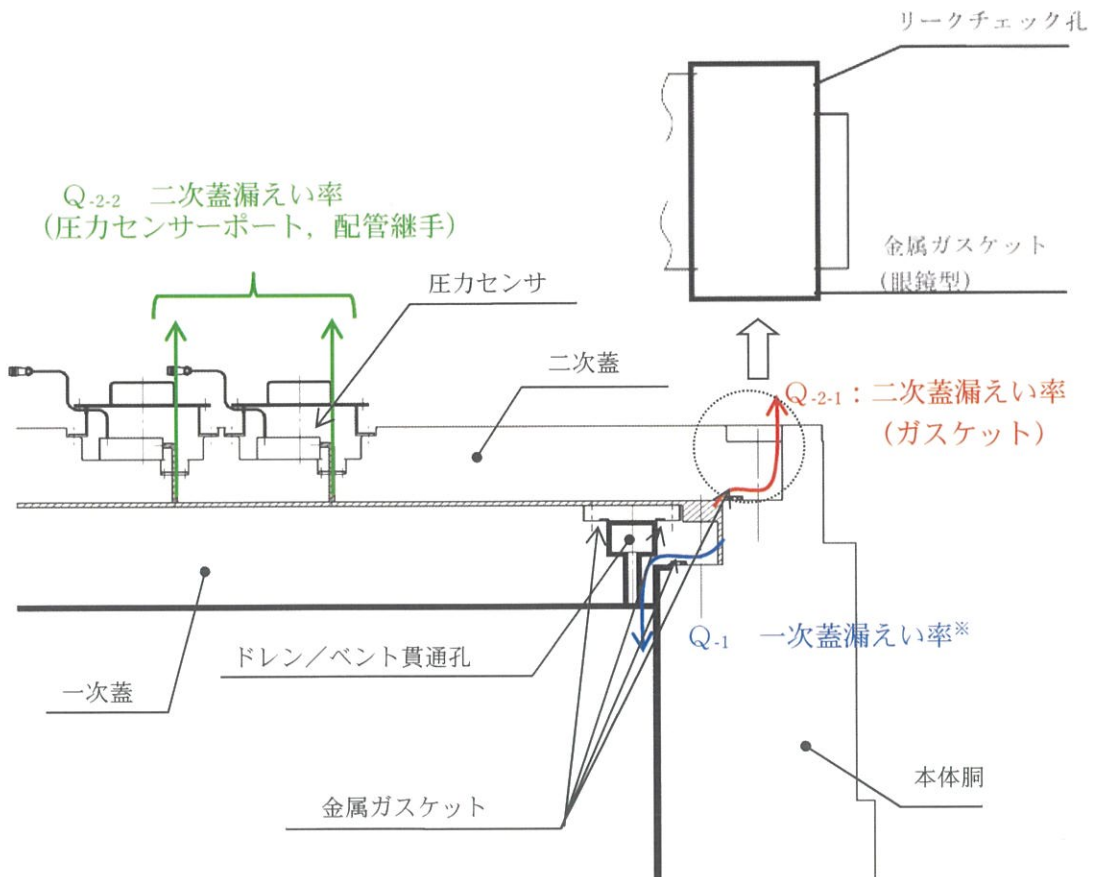 リークチェック孔
Q-2-2 二次蓋漏えい率
(圧力センサーポート，配管継手)
金属ガスケット
(眼鏡型)
圧力センサ
二次蓋
Q-2-1：二次蓋漏えい率
(ガスケット)
Q-1 一次蓋漏えい率※
ドレン／ベント貫通孔
一次蓋
本体胴
金属ガスケット